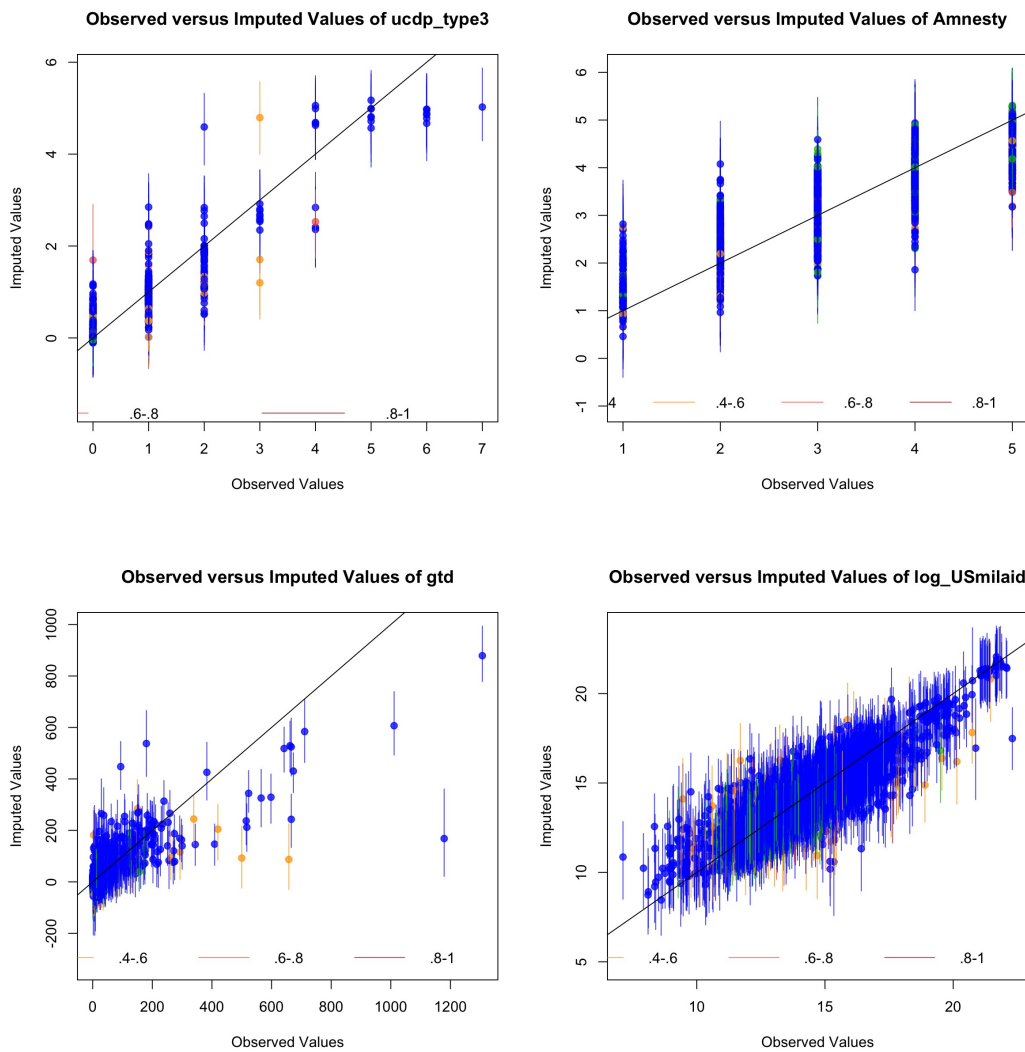 Observed versus Imputed Values of ucdp_type3
Imputed Values
6
4
2
0
.6-.8
.8-1
0 1 2 3 4 5 6 7
Observed Values
Observed versus Imputed Values of Amnesty
Imputed Values
6
5
4
3
2
1
0
-1
4
.4-.6
.6-.8
.8-1
1 2 3 4 5
Observed Values
Observed versus Imputed Values of gtd
Imputed Values
1000
800
600
400
200
0
-200
.4-.6
.6-.8
.8-1
0 200 400 600 800 1000 1200
Observed Values
Observed versus Imputed Values of log_USmilaid
Imputed Values
20
15
10
5
.4-.6
.6-.8
.8-1
10 15 20
Observed Values